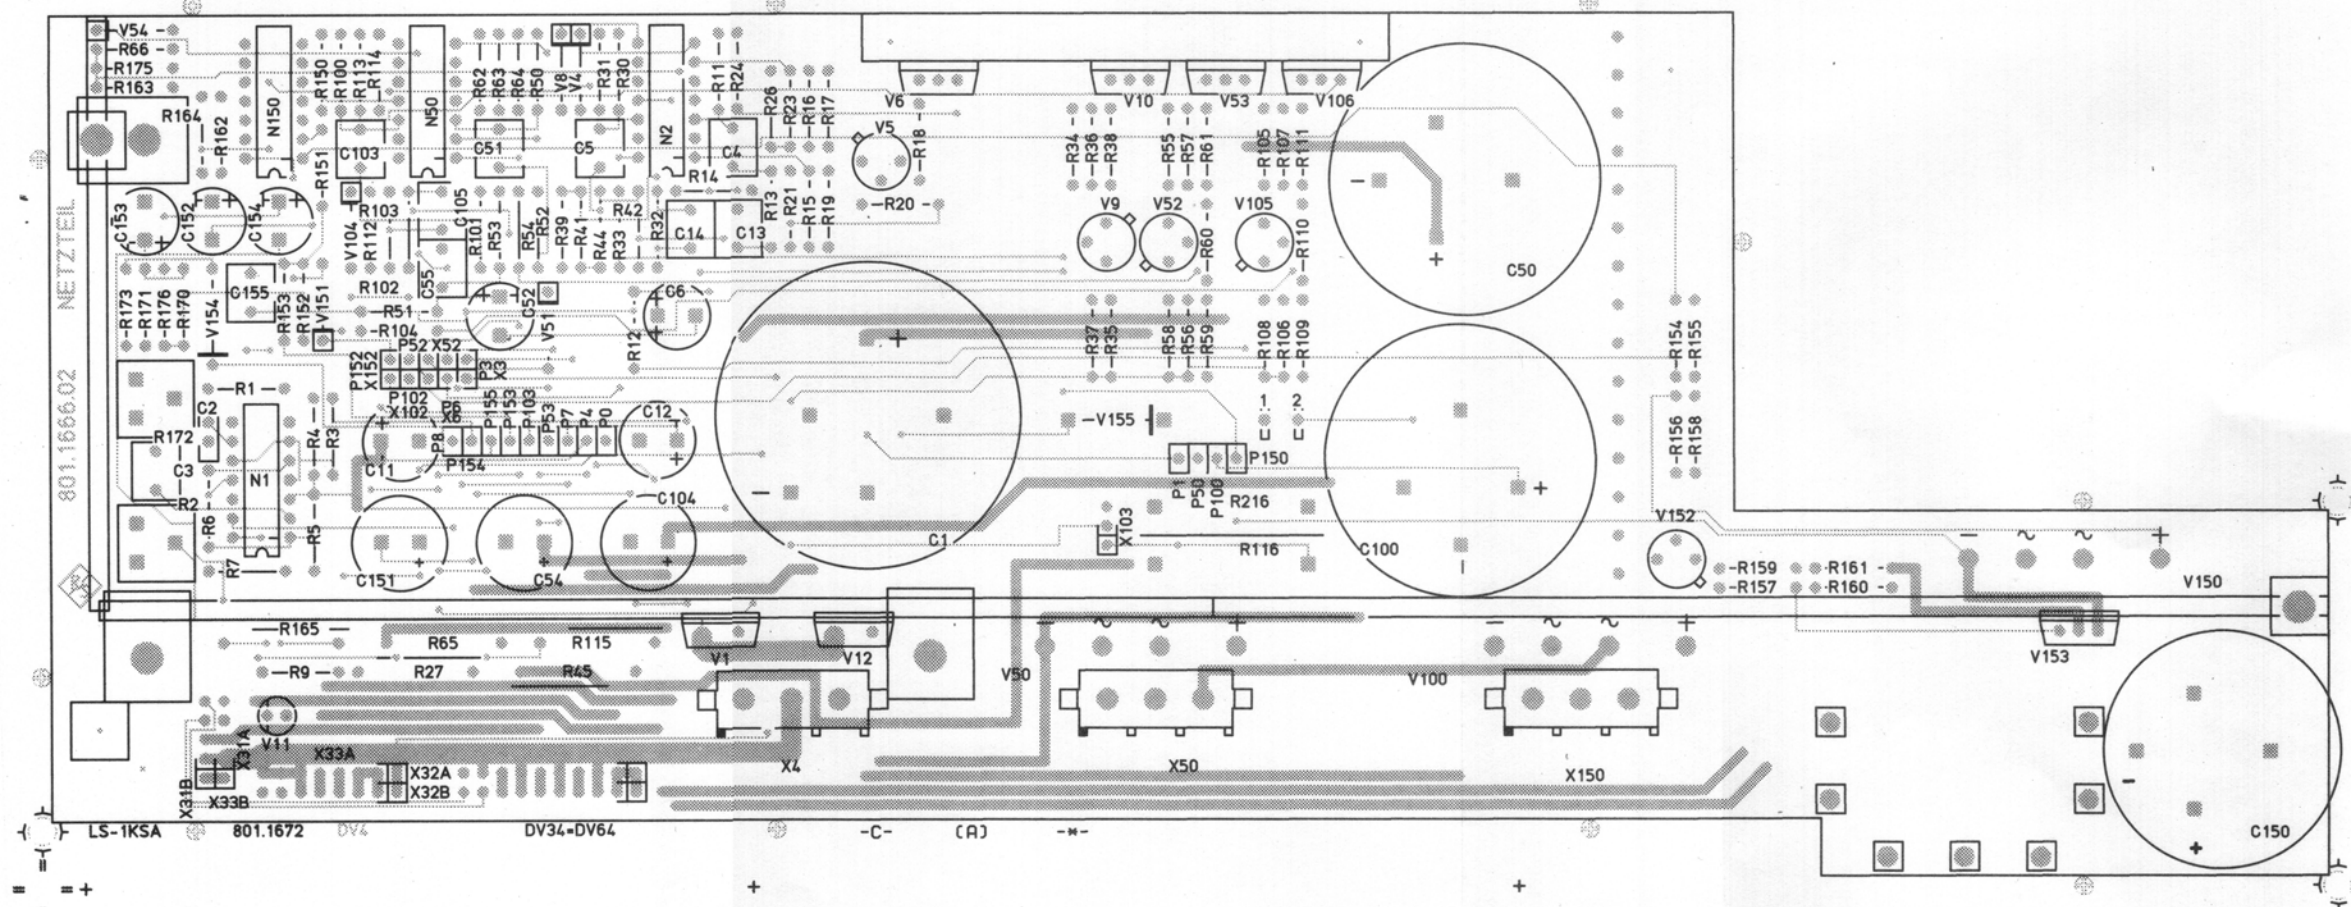 V54
R66
R175
R163
R164
R162
N150
R150
R100
R113
R114
N50
R62
R63
R64
R50
V8
V4
R31
R30
N2
R11
R24
R26
R23
R16
R17
V6
V5
R18
V10
V53
V106
R34
R36
R38
R55
R57
R61
R105
R107
R111
C103
C51
C5
C4
R14
R151
C153
C152
C154
R103
V104
R112
C105
R101
R53
R54
R52
R39
R41
R44
R42
R33
R32
C14
C13
R13
R21
R15
R19
R20
V9
V52
V105
R60
R110
C50
NETZTEIL
801.1666.02
R173
R171
R176
R170
V154
C155
R153
R152
V151
R102
C55
R51
R104
C52
V51
C6
R12
R37
R35
R58
R56
R59
R108
R106
R109
R154
R155
P52 X52
P152
X152
P3
X3
P102
X102
P6
X6
P155
P153
P103
P53
P7
P4
P0
R1
C2
R172
C3
R2
R4
R3
N1
R6
R5
R7
C11
P8
P154
C12
C104
C151
C54
C1
V155
1
2
P1
P50
P100
P150
R216
X103
R116
C100
R156
R158
V152
R159
R157
R161
R160
V150
R165
R65
R115
R9
R27
R45
V1
V12
V50
V100
V153
V11
X31A
X33A
X31B
X33B
X32A
X32B
X4
X50
X150
C150
LS-1KSA
801.1672
DV4
DV34=DV64
-C-
(A)
-*-
= = +
+
+